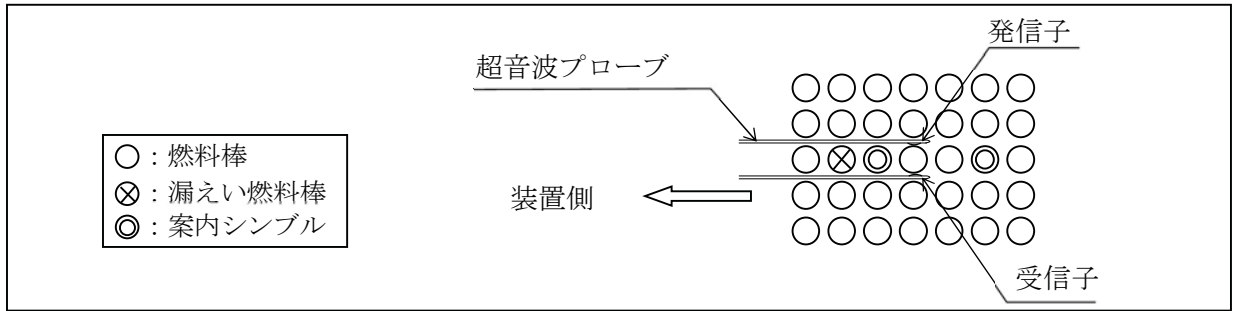 発信子
超音波プローブ
：燃料棒
：漏えい燃料棒
：案内シンブル
装置側
受信子